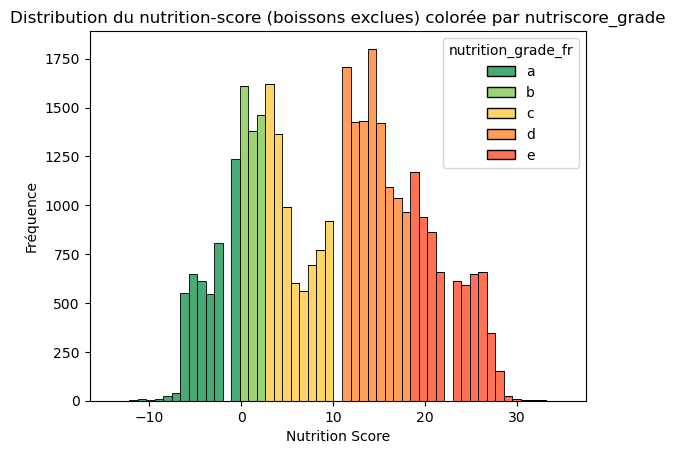 Distribution du nutrition-score (boissons exclues) colorée par nutriscore_grade
nutrition_grade_fr
a
b
c
d
e
1750
1500
1250
1000
750
500
250
0
Fréquence
−10
0
10
20
30
Nutrition Score